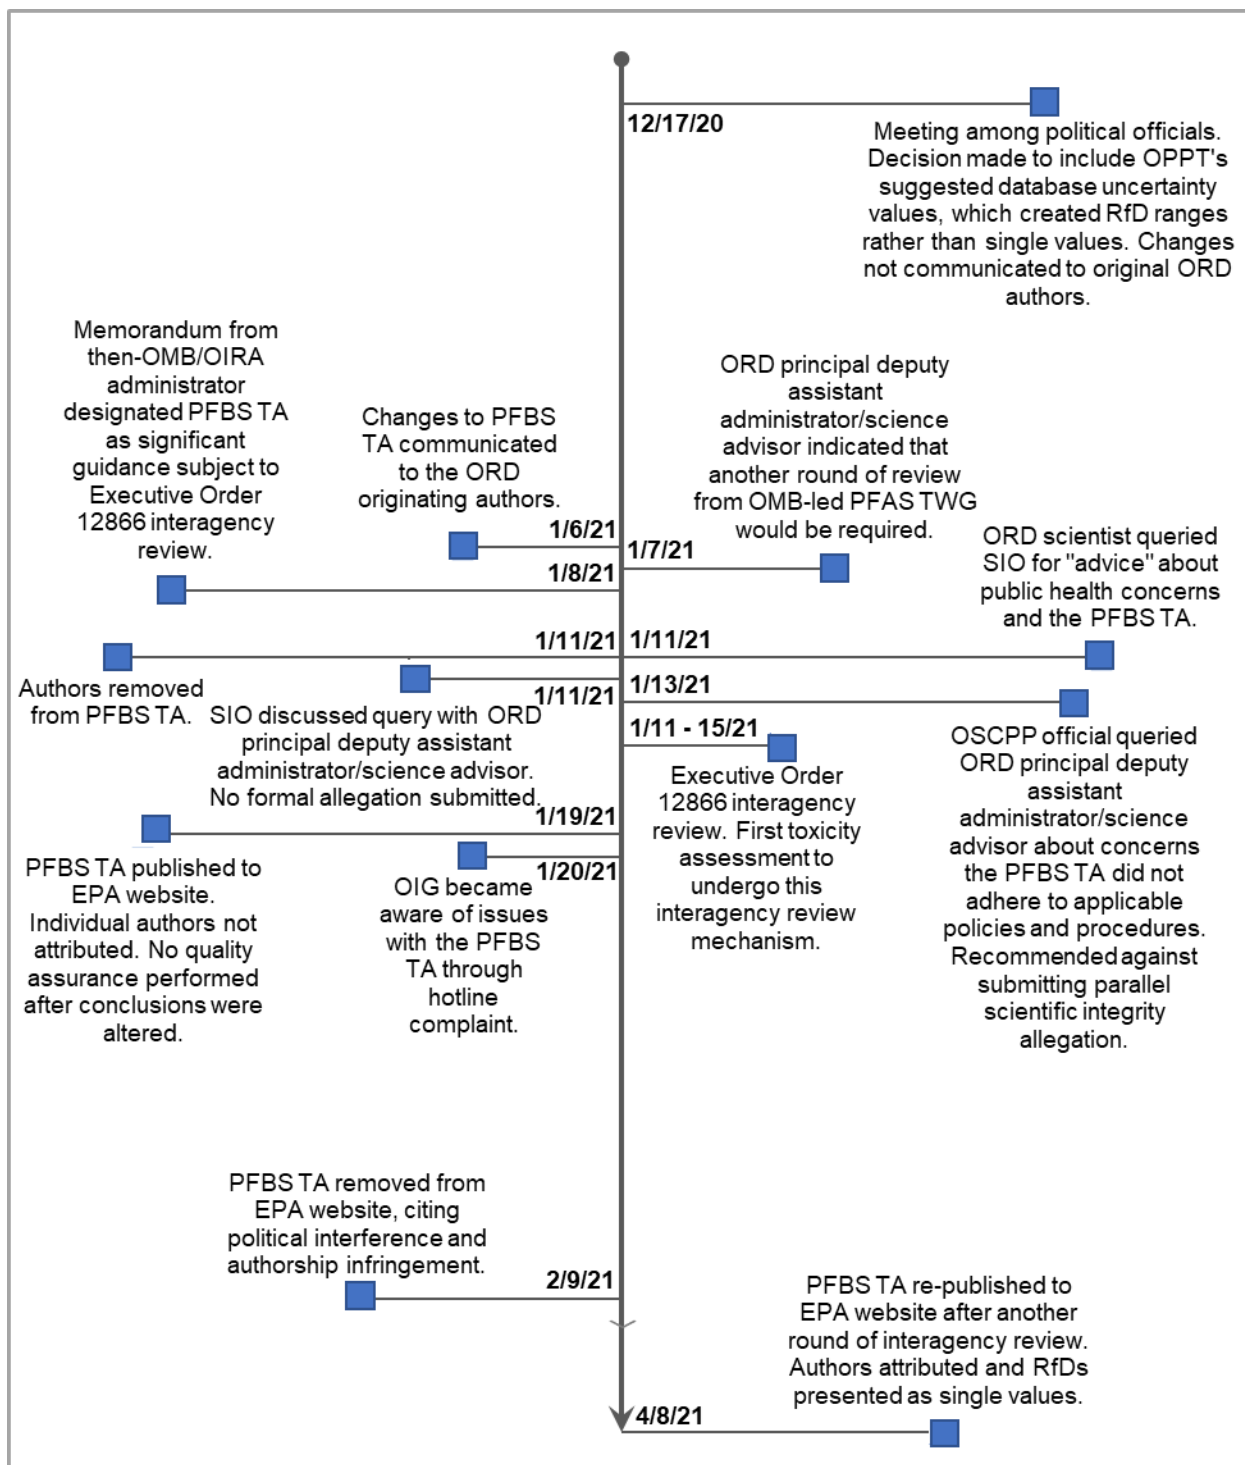 12/17/20
Meeting among political officials.
Decision made to include OPPT's
suggested database uncertainty
values, which created RfD ranges
rather than single values. Changes
not communicated to original ORD
authors.
Memorandum from
then-OMB/OIRA
administrator
designated PFBS TA
as significant
guidance subject to
Executive Order
12866 interagency
review.
1/8/21
Changes to PFBS
TA communicated
to the ORD
originating authors.
1/6/21
ORD principal deputy
assistant
administrator/science
advisor indicated that
another round of review
from OMB-led PFAS TWG
would be required.
1/7/21
ORD scientist queried
SIO for "advice" about
public health concerns
and the PFBS TA.
1/11/21
1/11/21
Authors removed
from PFBS TA.
1/11/21
SIO discussed query with ORD
principal deputy assistant
administrator/science advisor.
No formal allegation submitted.
1/13/21
OSCPP official queried
ORD principal deputy
assistant
administrator/science
advisor about concerns
the PFBS TA did not
adhere to applicable
policies and procedures.
Recommended against
submitting parallel
scientific integrity
allegation.
1/11 - 15/21
Executive Order
12866 interagency
review. First toxicity
assessment to
undergo this
interagency review
mechanism.
1/19/21
PFBS TA published to
EPA website.
Individual authors not
attributed. No quality
assurance performed
after conclusions were
altered.
1/20/21
OIG became
aware of issues
with the PFBS
TA through
hotline
complaint.
PFBS TA removed from
EPA website, citing
political interference and
authorship infringement.
2/9/21
PFBS TA re-published to
EPA website after another
round of interagency review.
Authors attributed and RfDs
presented as single values.
4/8/21